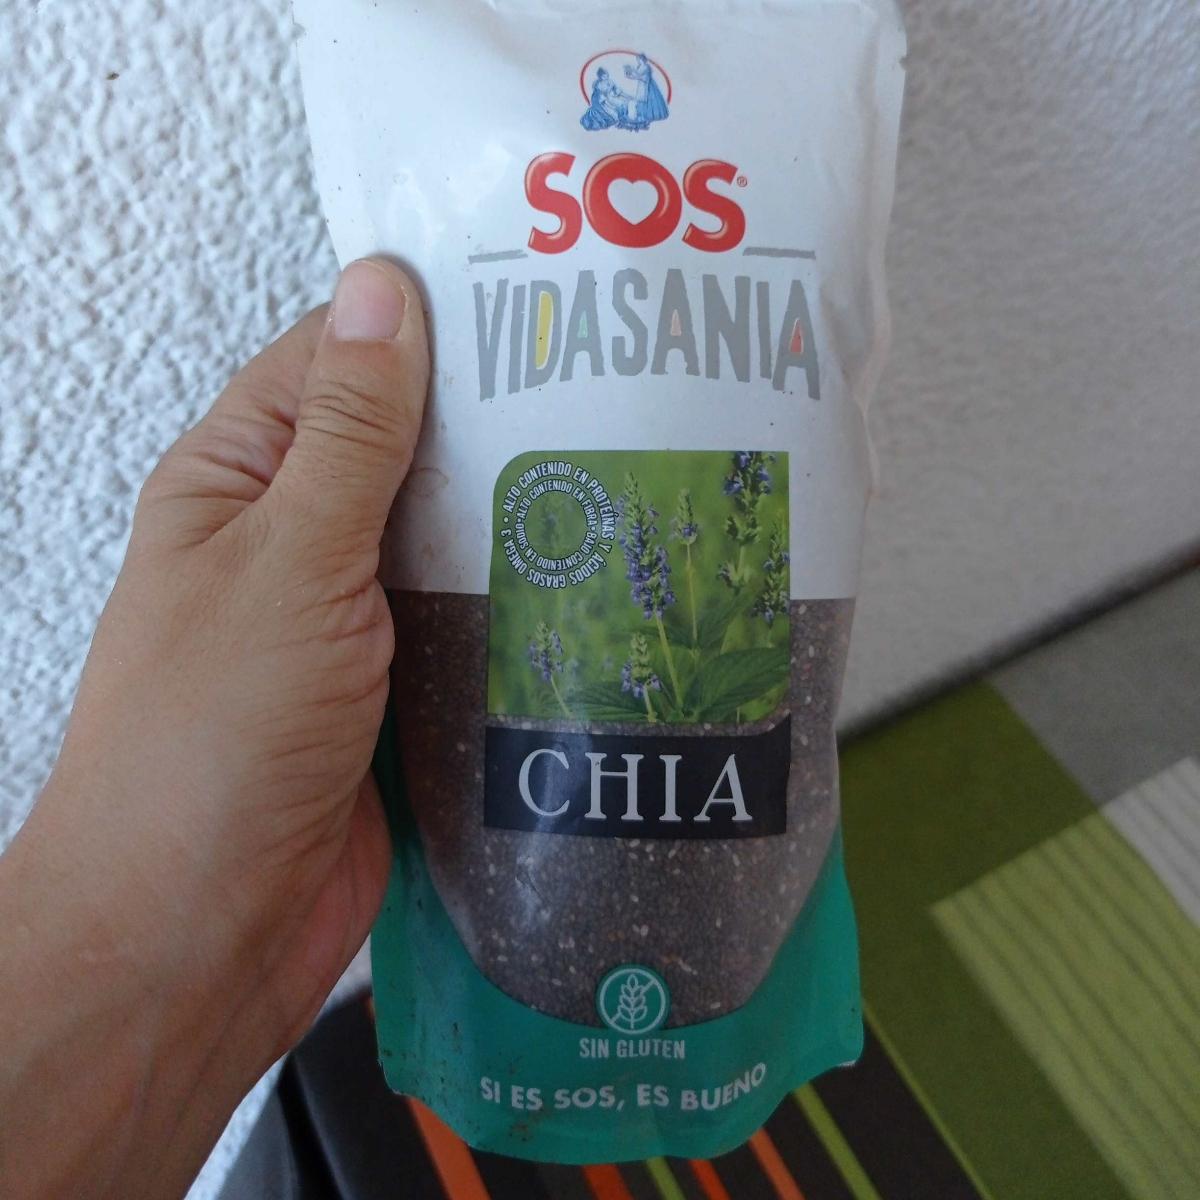 SOS®
VIDASANIA
ALTO CONTENIDO EN PROTEÍNAS Y ÁCIDOS GRASOS OMEGA 3 •
ALTO CONTENIDO EN FIBRA • BAJO CONTENIDO EN SODIO •
CHIA
SIN GLUTEN
SI ES SOS, ES BUENO